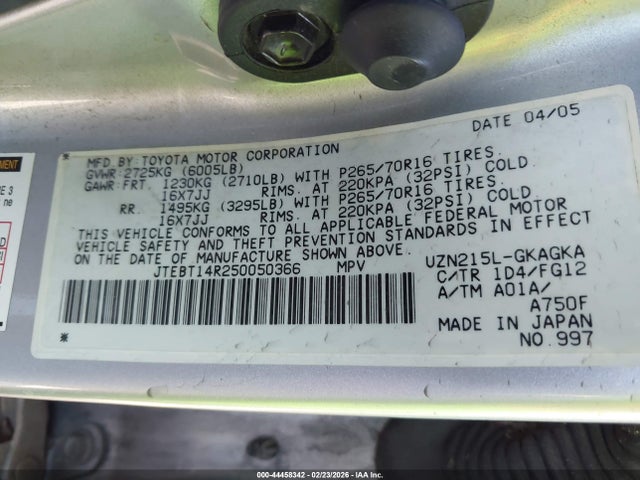 DATE 04/05
MFD. BY: TOYOTA MOTOR CORPORATION
GVWR: 2725KG (6005LB)
GAWR: FRT. 1230KG (2710LB) WITH P265/70R16 TIRES,
16X7JJ RIMS, AT 220KPA (32PSI) COLD.
RR. 1495KG (3295LB) WITH P265/70R16 TIRES,
16X7JJ RIMS, AT 220KPA (32PSI) COLD.
THIS VEHICLE CONFORMS TO ALL APPLICABLE FEDERAL MOTOR
VEHICLE SAFETY AND THEFT PREVENTION STANDARDS IN EFFECT
ON THE DATE OF MANUFACTURE SHOWN ABOVE.
JTEBT14R250050366 MPV
UZN215L-GKAGKA
C/TR 1D4/FG12
A/TM A01A/
A750F
MADE IN JAPAN
NO. 997
000-44458342 - 02/23/2026 - A COPART